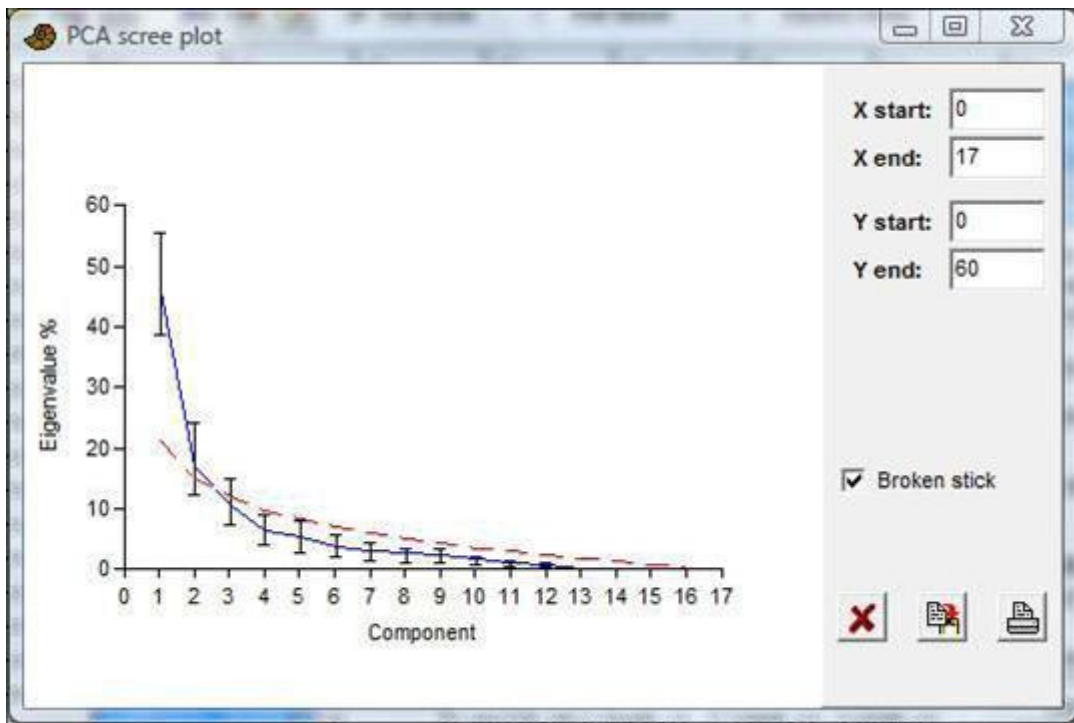 PCA scree plot
X start: 0
X end: 17
Y start: 0
Y end: 60
60
50
40
30
20
10
0
Eigenvalue %
0 1 2 3 4 5 6 7 8 9 10 11 12 13 14 15 16 17
Component
Broken stick